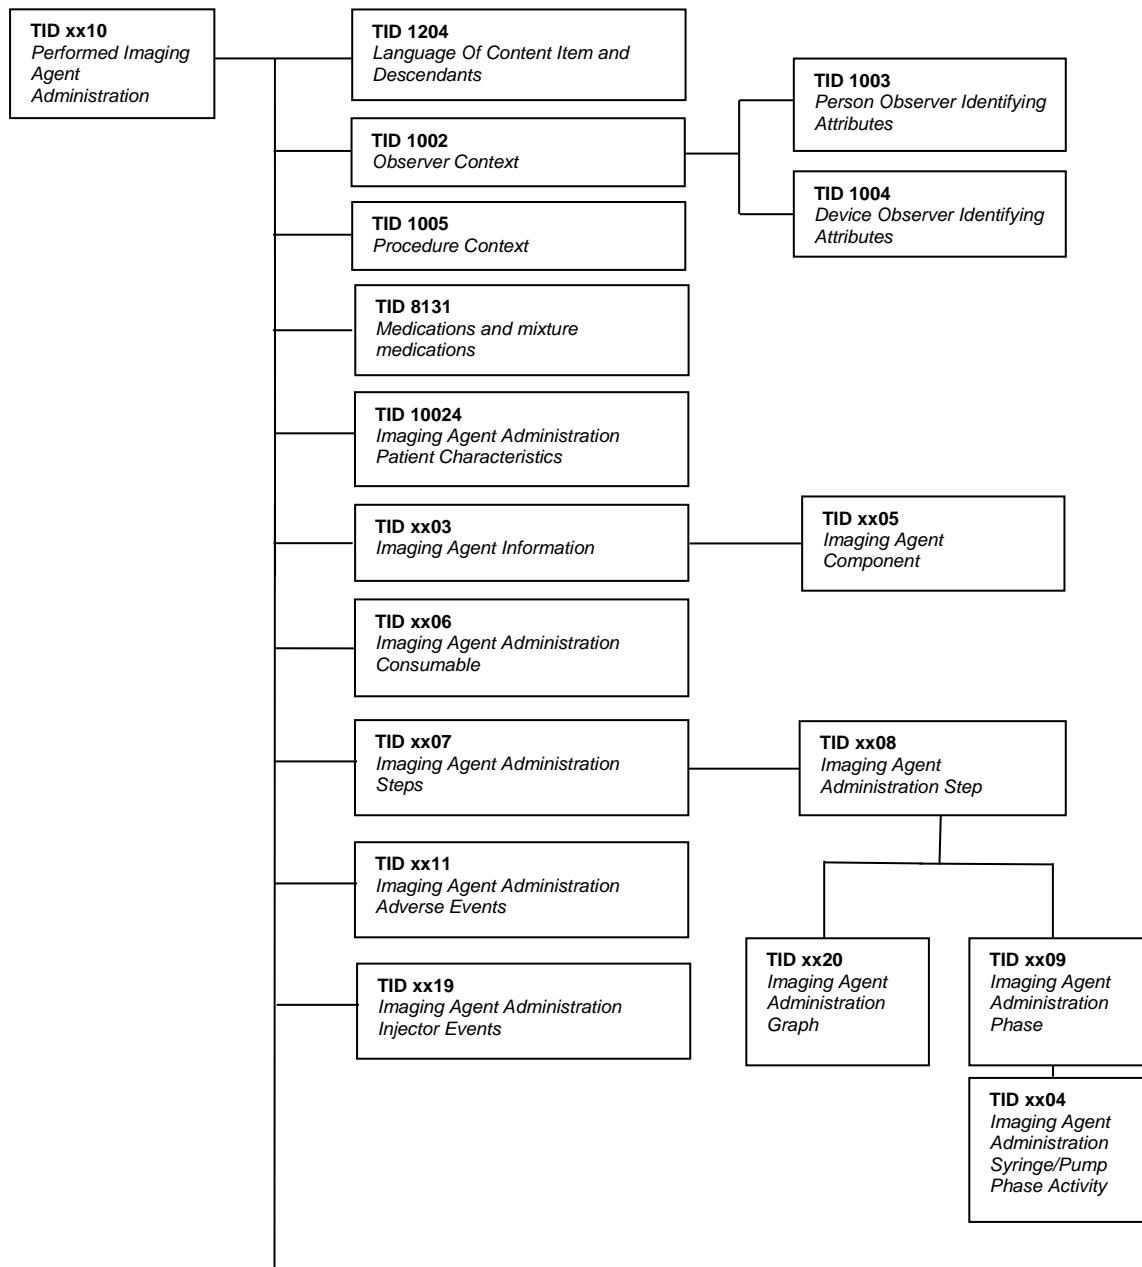 TID xx10
Performed Imaging
Agent
Administration
TID 1204
Language Of Content Item and
Descendants
TID 1002
Observer Context
TID 1003
Person Observer Identifying
Attributes
TID 1004
Device Observer Identifying
Attributes
TID 1005
Procedure Context
TID 8131
Medications and mixture
medications
TID 10024
Imaging Agent Administration
Patient Characteristics
TID xx03
Imaging Agent Information
TID xx05
Imaging Agent
Component
TID xx06
Imaging Agent Administration
Consumable
TID xx07
Imaging Agent Administration
Steps
TID xx08
Imaging Agent
Administration Step
TID xx11
Imaging Agent Administration
Adverse Events
TID xx20
Imaging Agent
Administration
Graph
TID xx09
Imaging Agent
Administration
Phase
TID xx19
Imaging Agent Administration
Injector Events
TID xx04
Imaging Agent
Administration
Syringe/Pump
Phase Activity